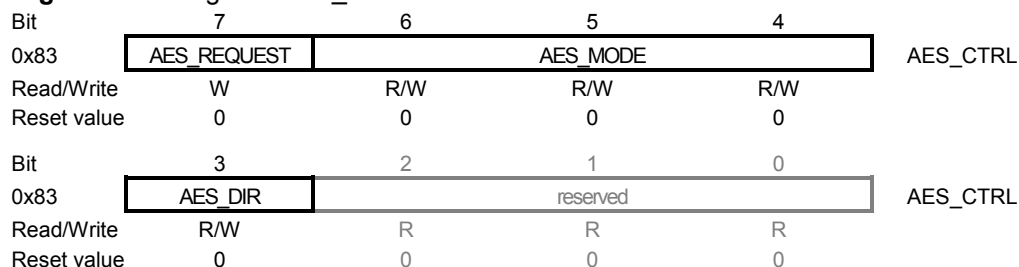 Bit 7 6 5 4
0x83 AES_REQUEST AES_MODE AES_CTRL
Read/Write W R/W R/W R/W
Reset value 0 0 0 0
Bit 3 2 1 0
0x83 AES_DIR reserved AES_CTRL
Read/Write R/W R R R
Reset value 0 0 0 0